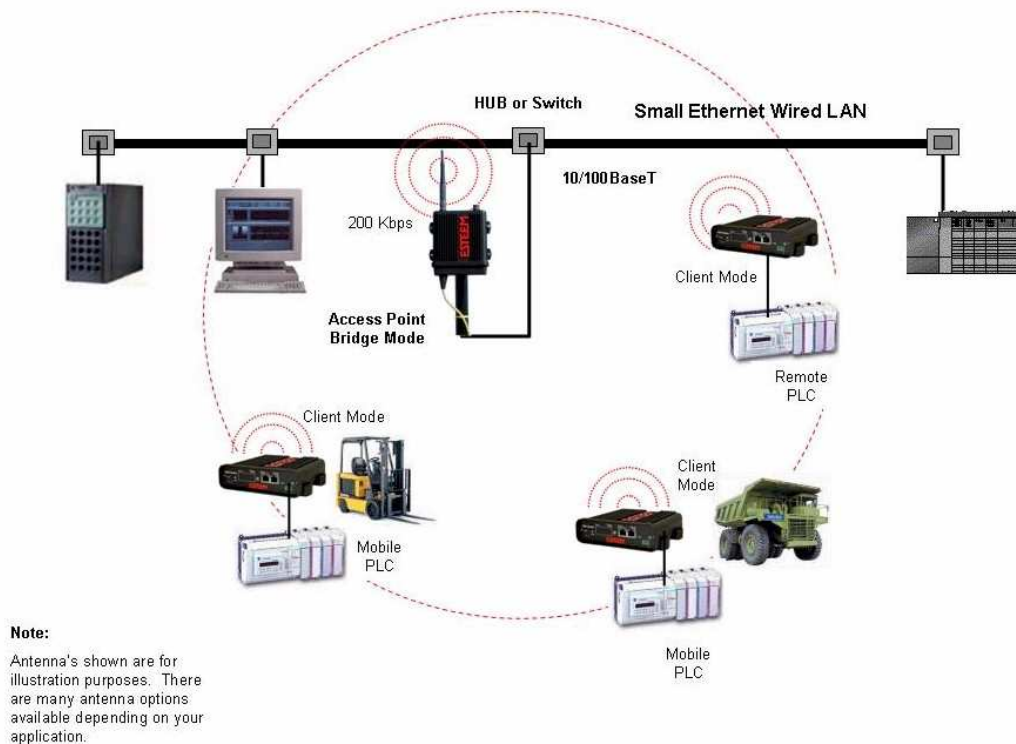 HUB or Switch
Small Ethernet Wired LAN
10/100BaseT
200 Kbps
ESTEEM
Access Point
Bridge Mode
Client Mode
Remote
PLC
Client Mode
Mobile
PLC
Client
Mode
Mobile
PLC
Note:
Antenna's shown are for
illustration purposes. There
are many antenna options
available depending on your
application.